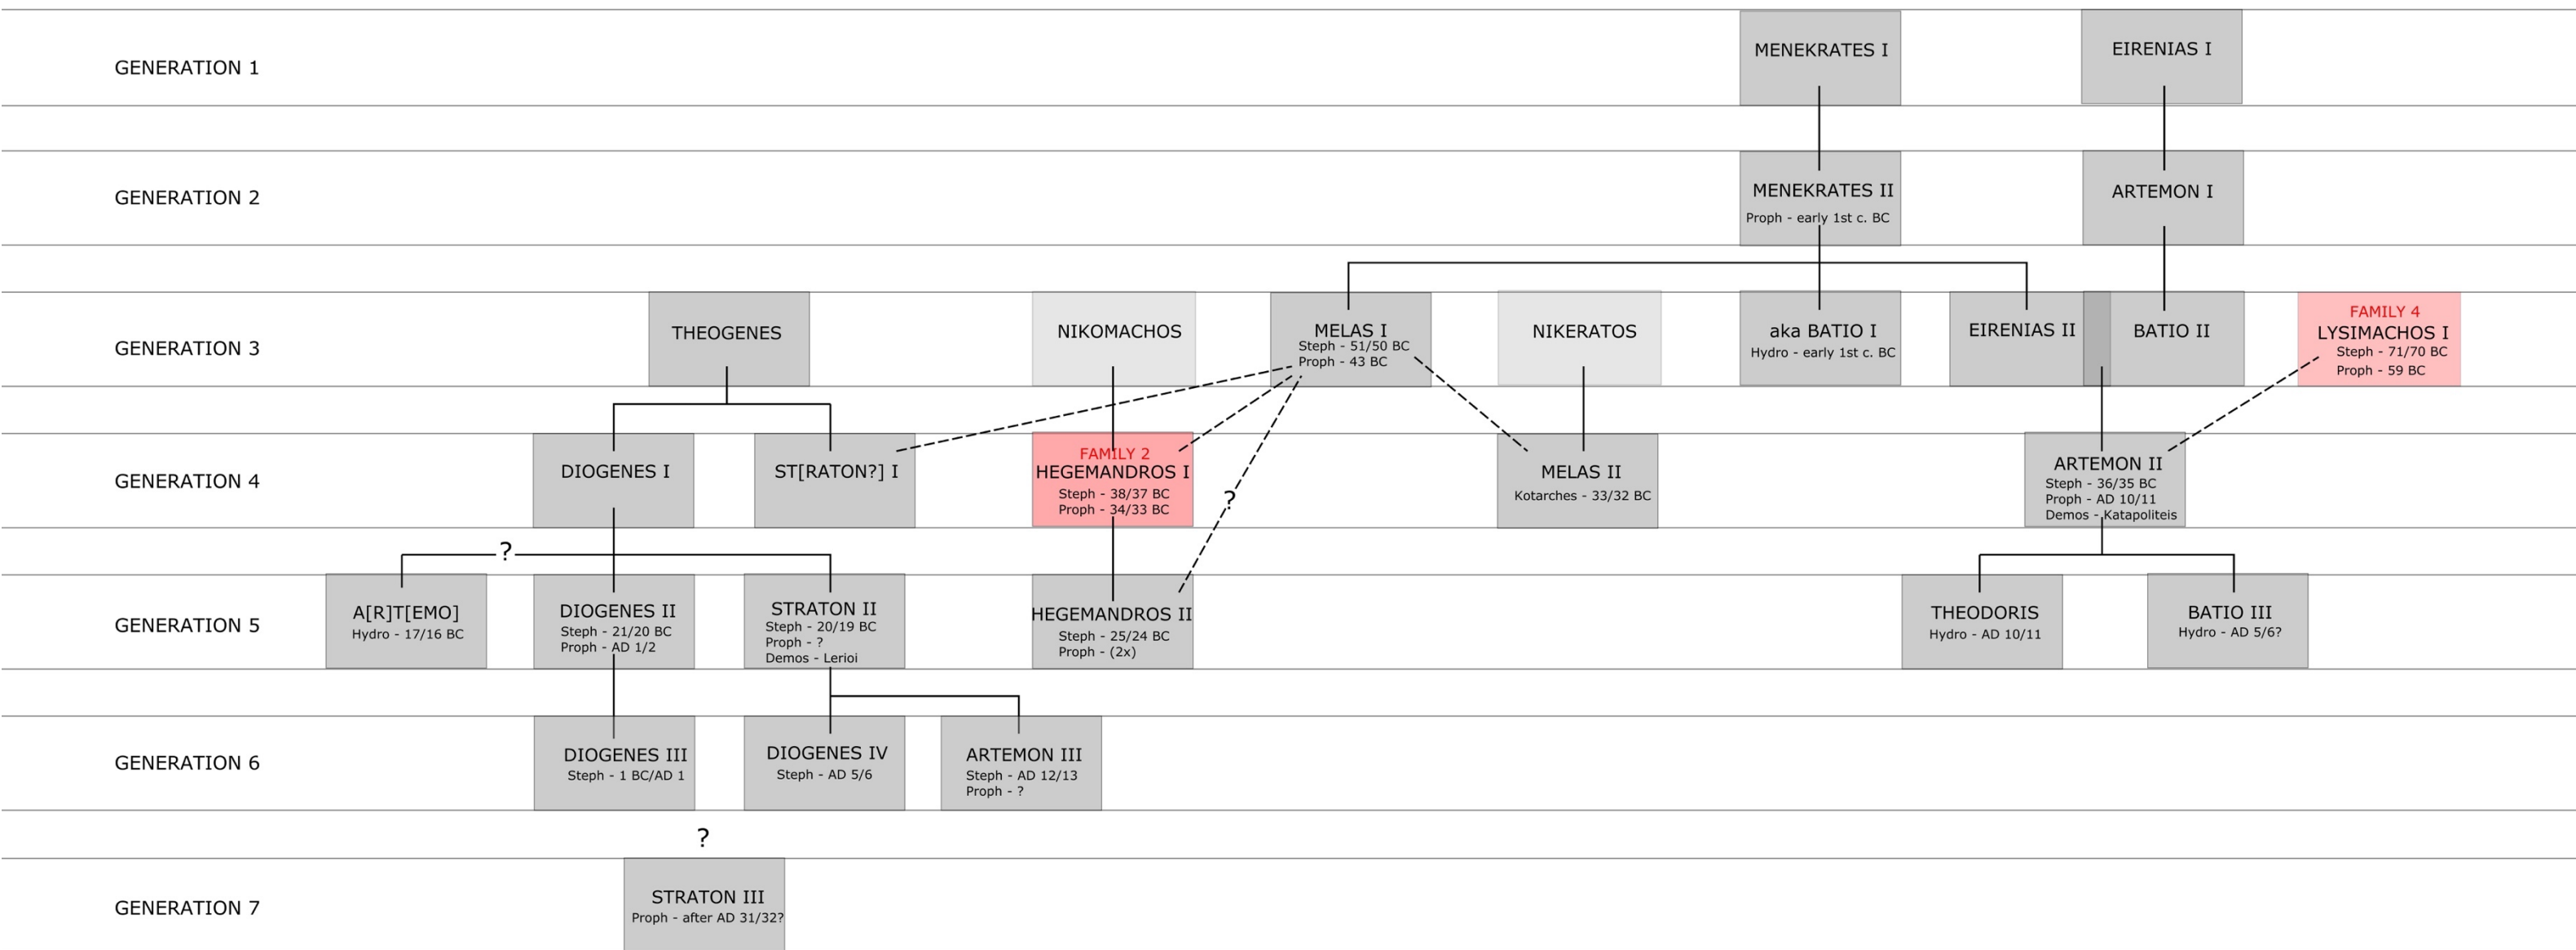 GENERATION 1
MENEKRATES I
EIRENIAS I
GENERATION 2
MENEKRATES II
Proph - early 1st c. BC
ARTEMON I
GENERATION 3
THEOGENES
NIKOMACHOS
MELAS I
Steph - 51/50 BC
Proph - 43 BC
NIKERATOS
aka BATIO I
Hydro - early 1st c. BC
EIRENIAS II
BATIO II
FAMILY 4
LYSIMACHOS I
Steph - 71/70 BC
Proph - 59 BC
GENERATION 4
DIOGENES I
ST[RATON?] I
FAMILY 2
HEGEMANDROS I
Steph - 38/37 BC
Proph - 34/33 BC
?
MELAS II
Kotarches - 33/32 BC
ARTEMON II
Steph - 36/35 BC
Proph - AD 10/11
Demos - Katapoliteis
?
GENERATION 5
A[R]T[EMO]
Hydro - 17/16 BC
DIOGENES II
Steph - 21/20 BC
Proph - AD 1/2
STRATON II
Steph - 20/19 BC
Proph - ?
Demos - Lerioi
HEGEMANDROS II
Steph - 25/24 BC
Proph - (2x)
THEODORIS
Hydro - AD 10/11
BATIO III
Hydro - AD 5/6?
GENERATION 6
DIOGENES III
Steph - 1 BC/AD 1
DIOGENES IV
Steph - AD 5/6
ARTEMON III
Steph - AD 12/13
Proph - ?
?
GENERATION 7
STRATON III
Proph - after AD 31/32?